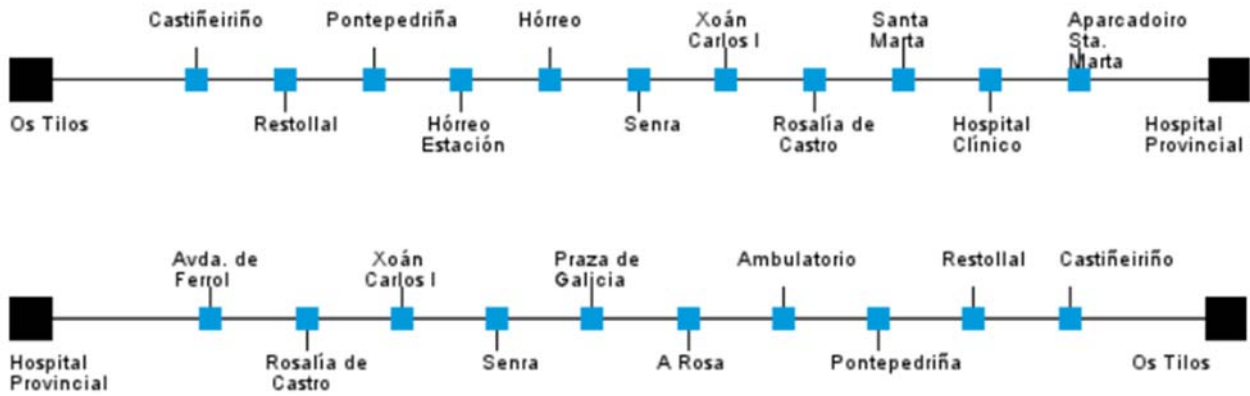 Castiñeiriño
Pontepedriña
Hórreo
Xoán
Carlos I
Santa
Marta
Aparcadoiro
Sta.
Marta
Os Tilos
Restollal
Hórreo
Estación
Senra
Rosalía de
Castro
Hospital
Clínico
Hospital
Provincial
Avda. de
Ferrol
Xoán
Carlos I
Praza de
Galicia
Ambulatorio
Restollal
Castiñeiriño
Hospital
Provincial
Rosalía de
Castro
Senra
A Rosa
Pontepedriña
Os Tilos